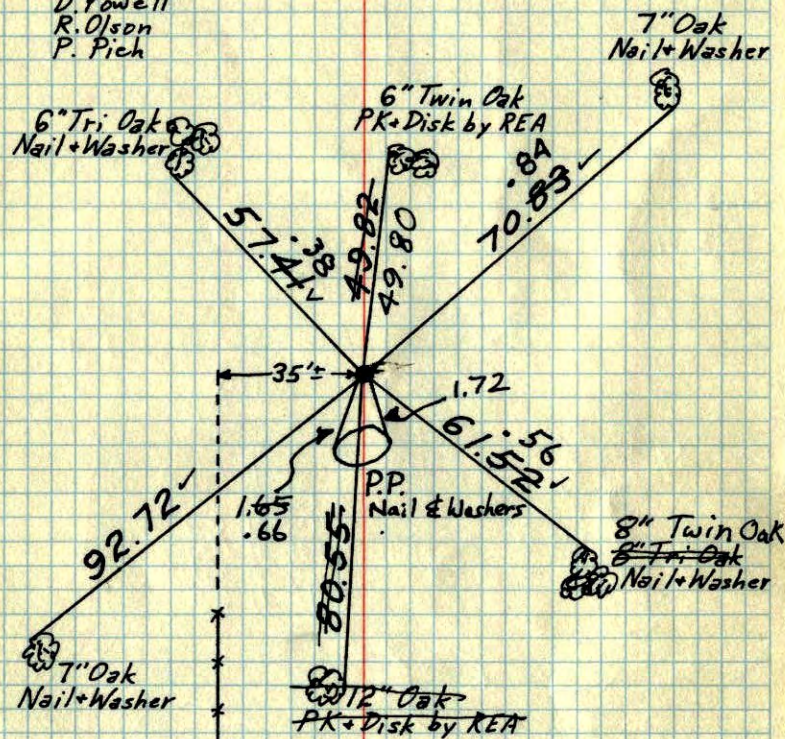 D. Powell
R. Olson
P. Pich
7" Oak
Nail + Washer
6" Twin Oak
PK + Disk by REA
6" Tri Oak
Nail + Washer
.84
70.83 ✓
49.82
49.80
.38
57.41 ✓
35'±
1.72
.56
61.52 ✓
92.72 ✓
1.65
.66
P.P.
Nail & Washers
80.55
8" Twin Oak
8" Tri Oak
Nail + Washer
7" Oak
Nail + Washer
12" Oak
PK + Disk by REA